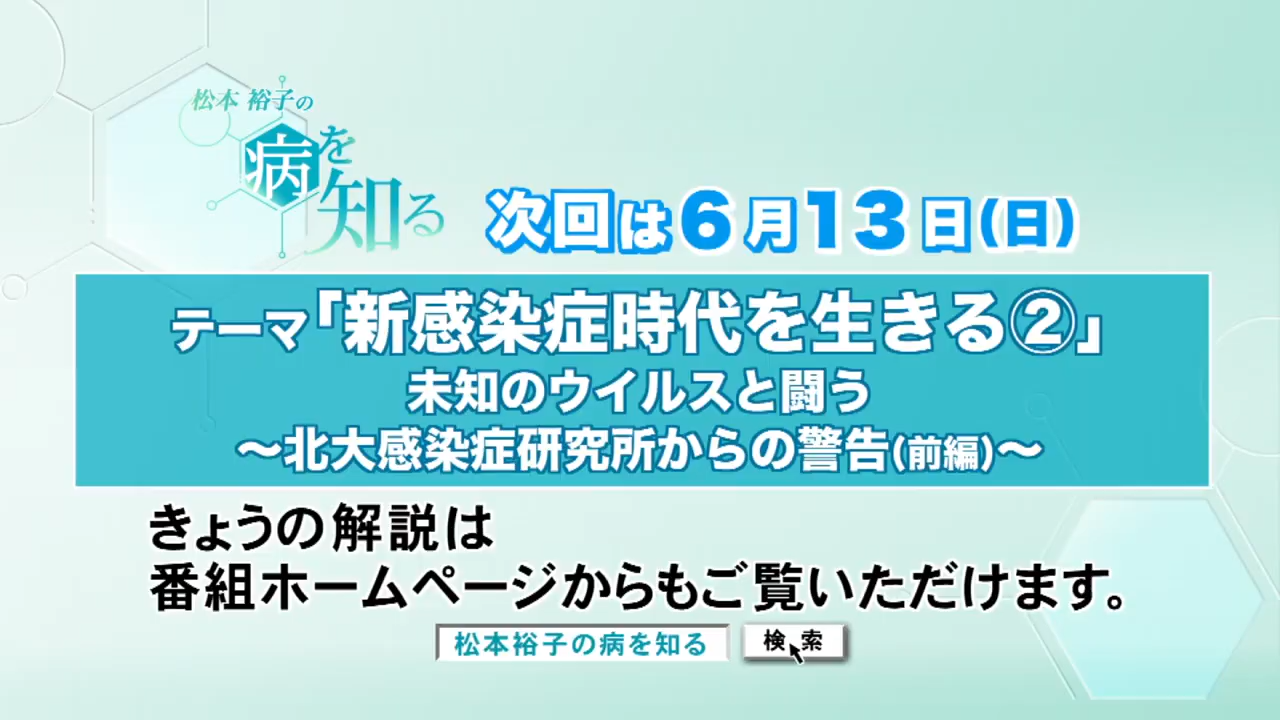 松本 裕子の
病を知る
次回は6月13日(日)
テーマ「新感染症時代を生きる②」
未知のウイルスと闘う
～北大感染症研究所からの警告(前編)～
きょうの解説は
番組ホームページからもご覧いただけます。
松本裕子の病を知る 検索